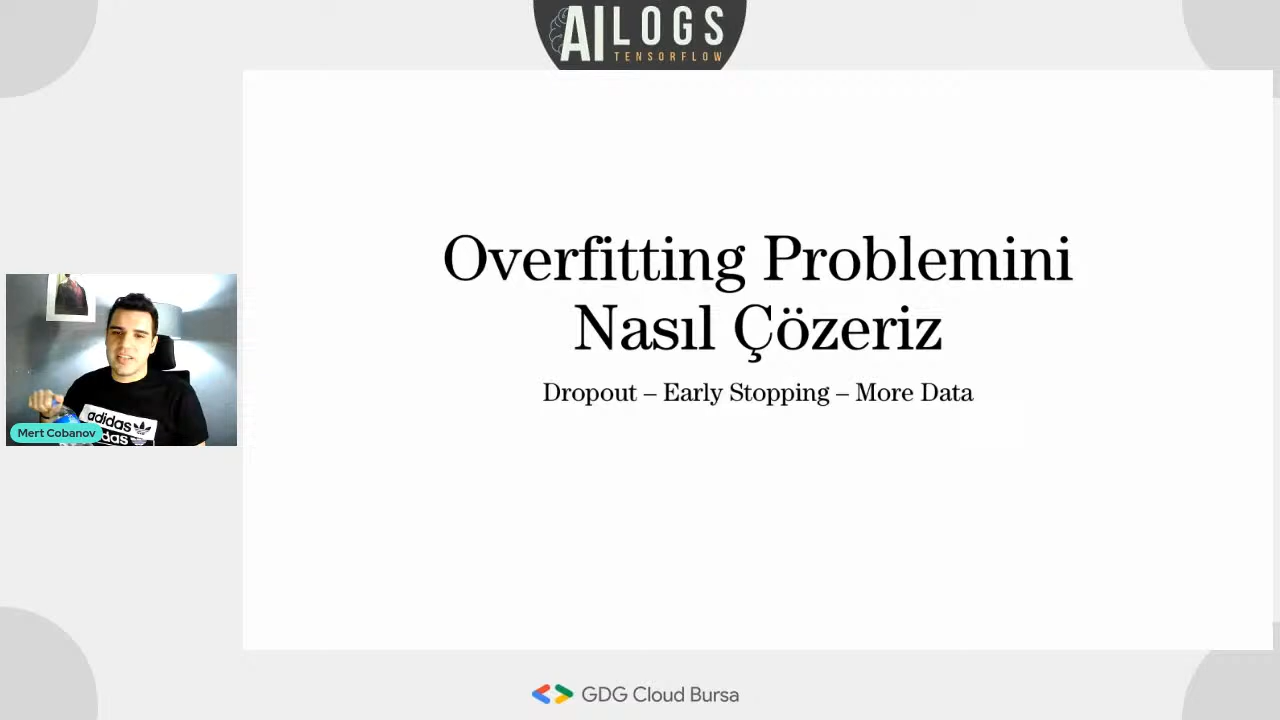 AI LOGS
TENSORFLOW
Overfitting Problemini
Nasıl Çözeriz
Dropout – Early Stopping – More Data
adidas
Mert Cobanov
GDG Cloud Bursa